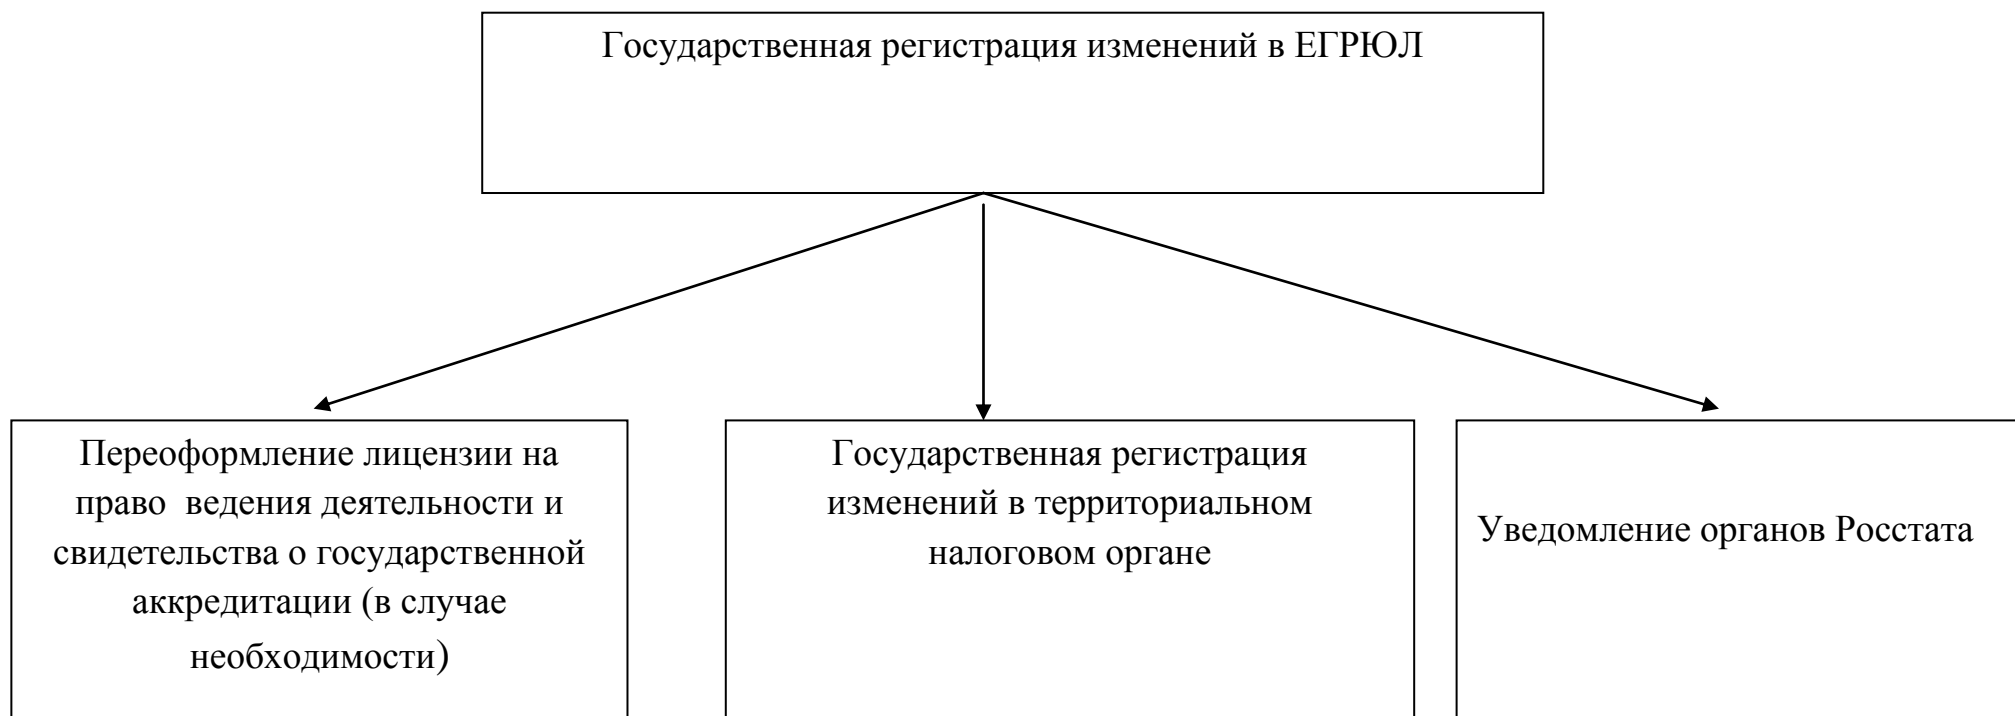 Государственная регистрация изменений в ЕГРЮЛ
Переоформление лицензии на
право ведения деятельности и
свидетельства о государственной
аккредитации (в случае
необходимости)
Государственная регистрация
изменений в территориальном
налоговом органе
Уведомление органов Росстата